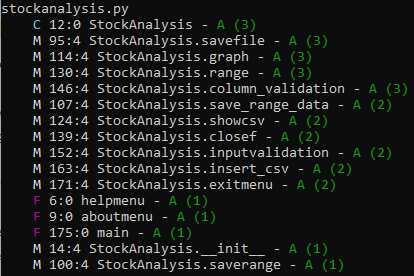 stockanalysis.py
C 12:0 StockAnalysis - A (3)
M 95:4 StockAnalysis.savefile - A (3)
M 114:4 StockAnalysis.graph - A (3)
M 130:4 StockAnalysis.range - A (3)
M 146:4 StockAnalysis.column_validation - A (3)
M 107:4 StockAnalysis.save_range_data - A (2)
M 124:4 StockAnalysis.showcsv - A (2)
M 139:4 StockAnalysis.closef - A (2)
M 152:4 StockAnalysis.inputvalidation - A (2)
M 163:4 StockAnalysis.insert_csv - A (2)
M 171:4 StockAnalysis.exitmenu - A (2)
F 6:0 helpmenu - A (1)
F 9:0 aboutmenu - A (1)
F 175:0 main - A (1)
M 14:4 StockAnalysis.__init__ - A (1)
M 100:4 StockAnalysis.saverange - A (1)